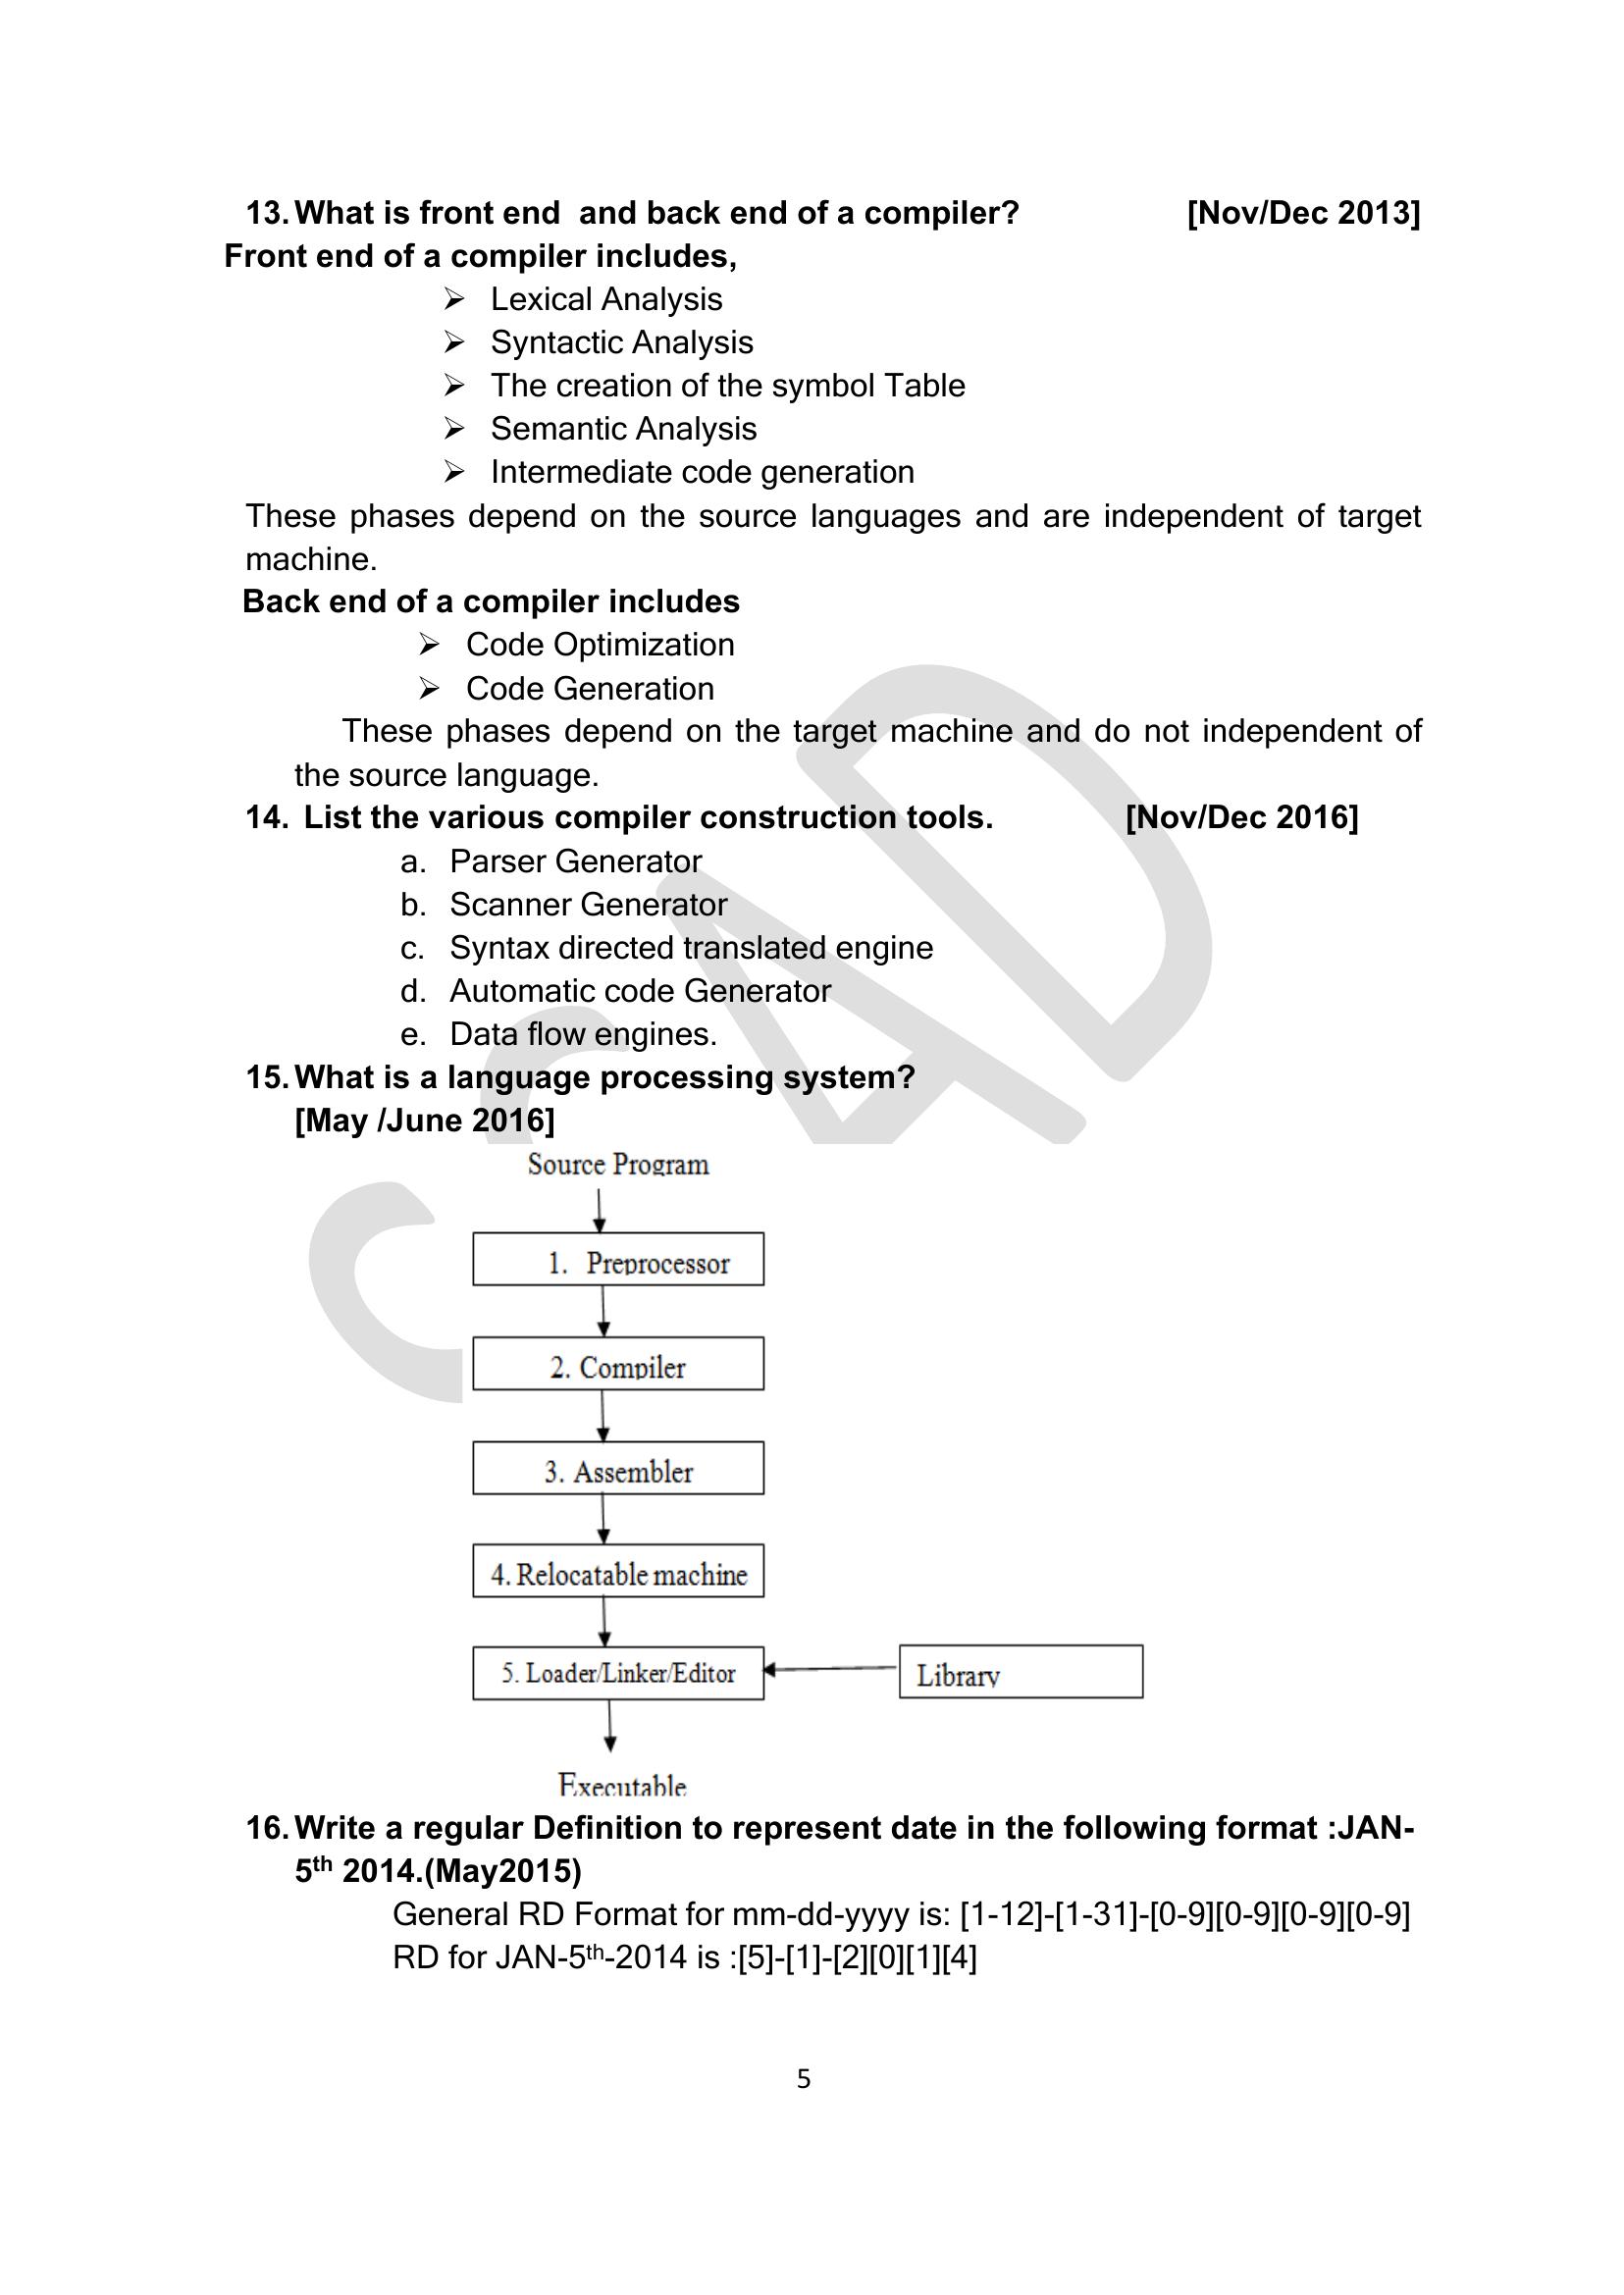 13. What is front end and back end of a compiler? [Nov/Dec 2013]
Front end of a compiler includes,
➢ Lexical Analysis
➢ Syntactic Analysis
➢ The creation of the symbol Table
➢ Semantic Analysis
➢ Intermediate code generation
These phases depend on the source languages and are independent of target
machine.
Back end of a compiler includes
➢ Code Optimization
➢ Code Generation
These phases depend on the target machine and do not independent of
the source language.
14. List the various compiler construction tools. [Nov/Dec 2016]
a. Parser Generator
b. Scanner Generator
c. Syntax directed translated engine
d. Automatic code Generator
e. Data flow engines.
15. What is a language processing system?
[May /June 2016]
Source Program
1. Preprocessor
2. Compiler
3. Assembler
4. Relocatable machine
5. Loader/Linker/Editor
Library
Executable
16. Write a regular Definition to represent date in the following format :JAN-
5th 2014.(May2015)
General RD Format for mm-dd-yyyy is: [1-12]-[1-31]-[0-9][0-9][0-9][0-9]
RD for JAN-5th-2014 is :[5]-[1]-[2][0][1][4]
5